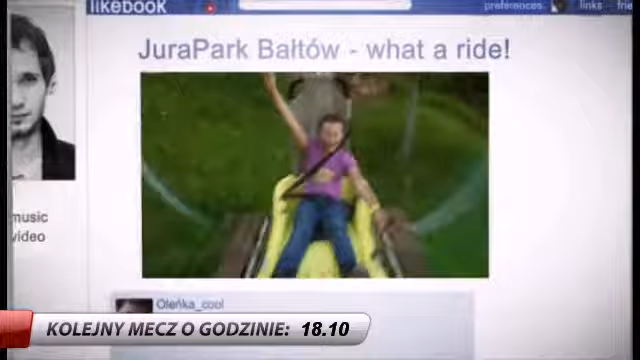 likebook
preferences
links
JuraPark Bałtów - what a ride!
music
video
Oleńka_cool
KOLEJNY MECZ O GODZINIE: 18.10